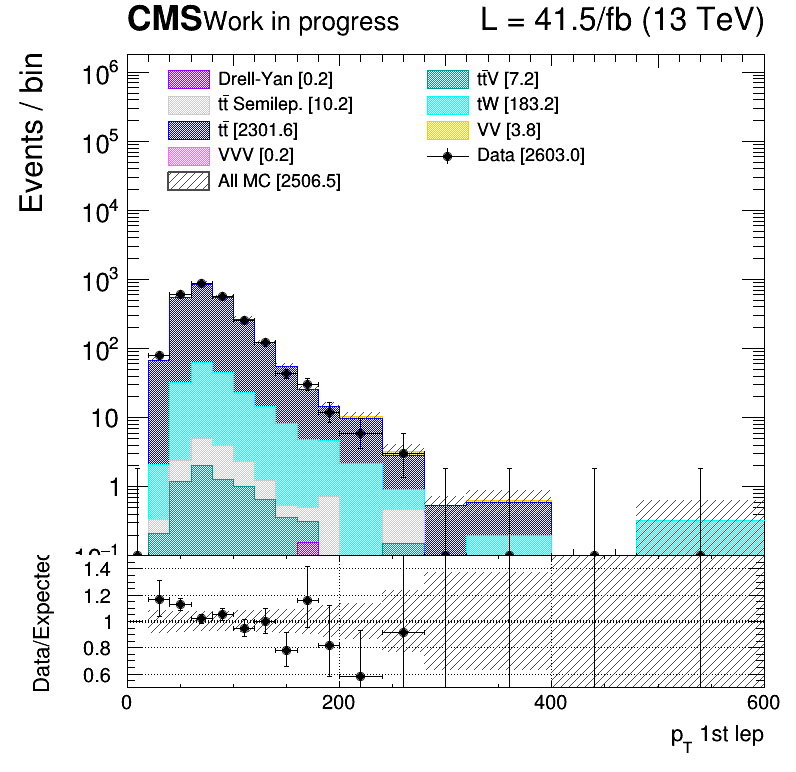 CMS Work in progress L = 41.5/fb (13 TeV)
Events / bin
10⁶
10⁵
10⁴
10³
10²
10
1
10⁻¹
Drell-Yan [0.2]
tt̄V [7.2]
tt̄ Semilep. [10.2]
tW [183.2]
tt̄ [2301.6]
VV [3.8]
VVV [0.2]
Data [2603.0]
All MC [2506.5]
Data/Expected
1.4
1.2
1
0.8
0.6
0 200 400 600
p_T 1st lep